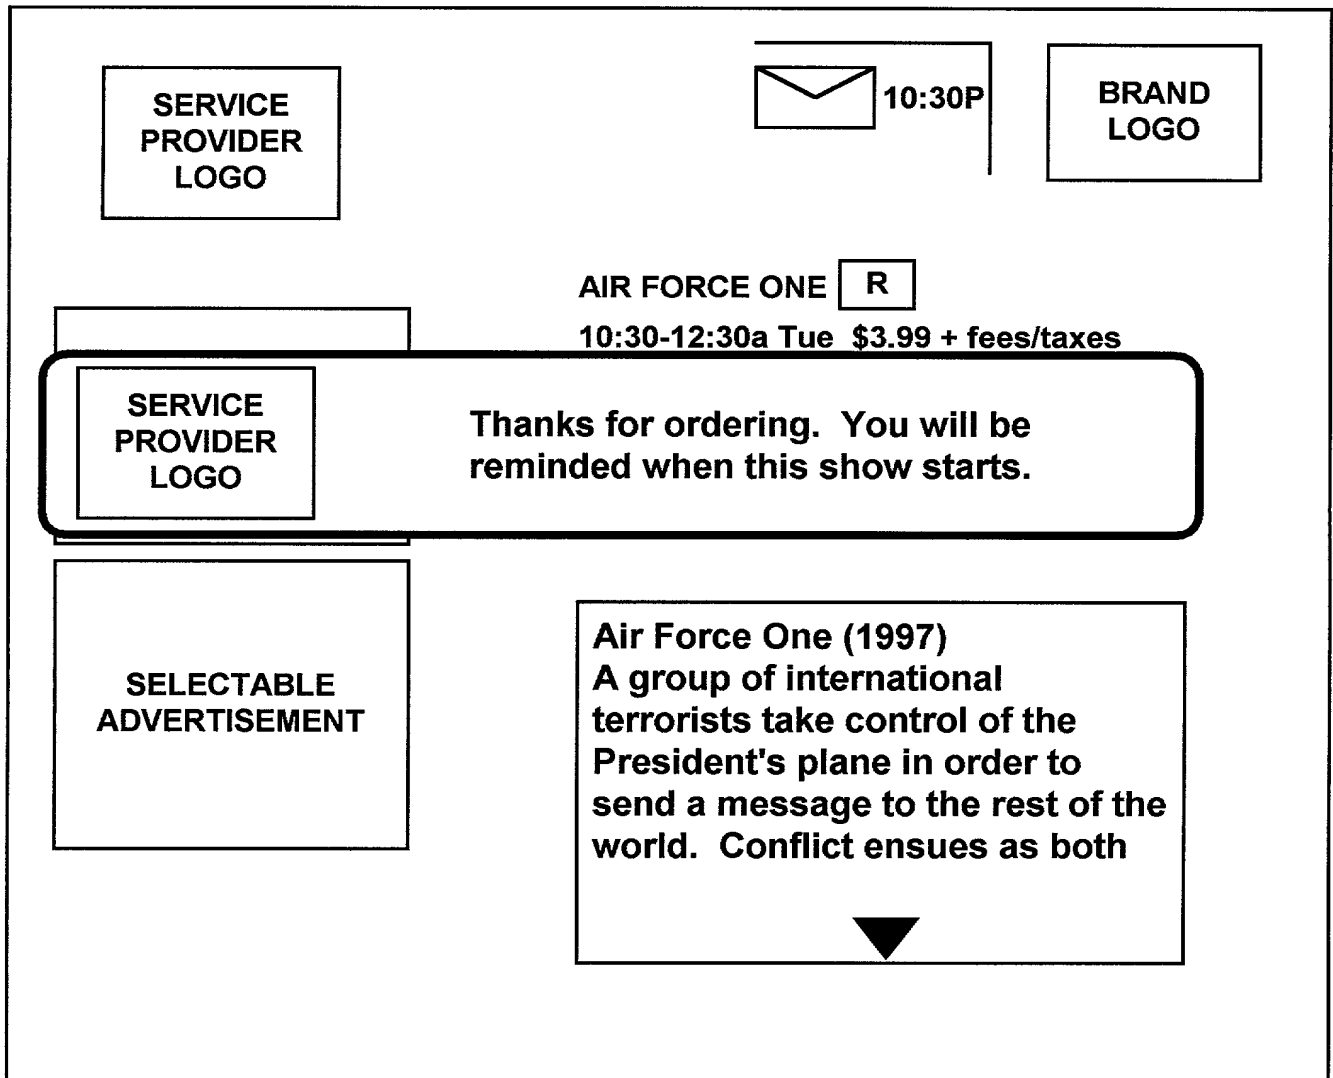 SERVICE
PROVIDER
LOGO
10:30P
BRAND
LOGO
AIR FORCE ONE R
10:30-12:30a Tue $3.99 + fees/taxes
SERVICE
PROVIDER
LOGO
Thanks for ordering. You will be
reminded when this show starts.
SELECTABLE
ADVERTISEMENT
Air Force One (1997)
A group of international
terrorists take control of the
President's plane in order to
send a message to the rest of the
world. Conflict ensues as both